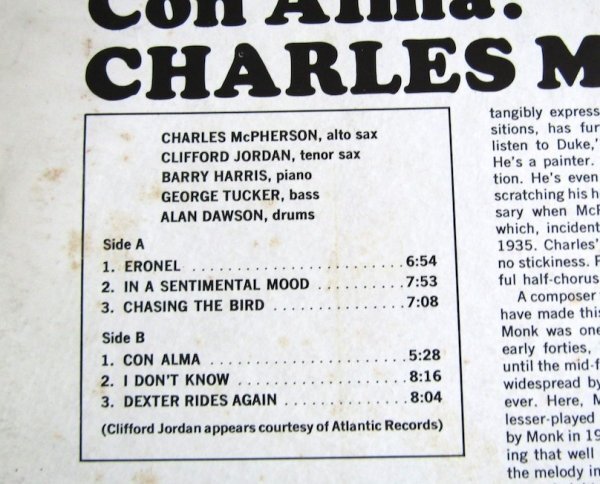 Con Alma!
CHARLES M
CHARLES McPHERSON, alto sax
CLIFFORD JORDAN, tenor sax
BARRY HARRIS, piano
GEORGE TUCKER, bass
ALAN DAWSON, drums
Side A
1. ERONEL ........................ 6:54
2. IN A SENTIMENTAL MOOD ........... 7:53
3. CHASING THE BIRD ................ 7:08
Side B
1. CON ALMA ........................ 5:28
2. I DON'T KNOW .................... 8:16
3. DEXTER RIDES AGAIN .............. 8:04
(Clifford Jordan appears courtesy of Atlantic Records)
tangibly express
sitions, has fur
listen to Duke,'
He's a painter.
tion. He's even
scratching his h
sary when McP
which, incident
1935. Charles'
no stickiness. F
ful half-chorus
A composer
have made this
Monk was one
early forties,
until the mid-f
widespread by
ever. Here, M
lesser-played
by Monk in 19
ing that well
the melody in